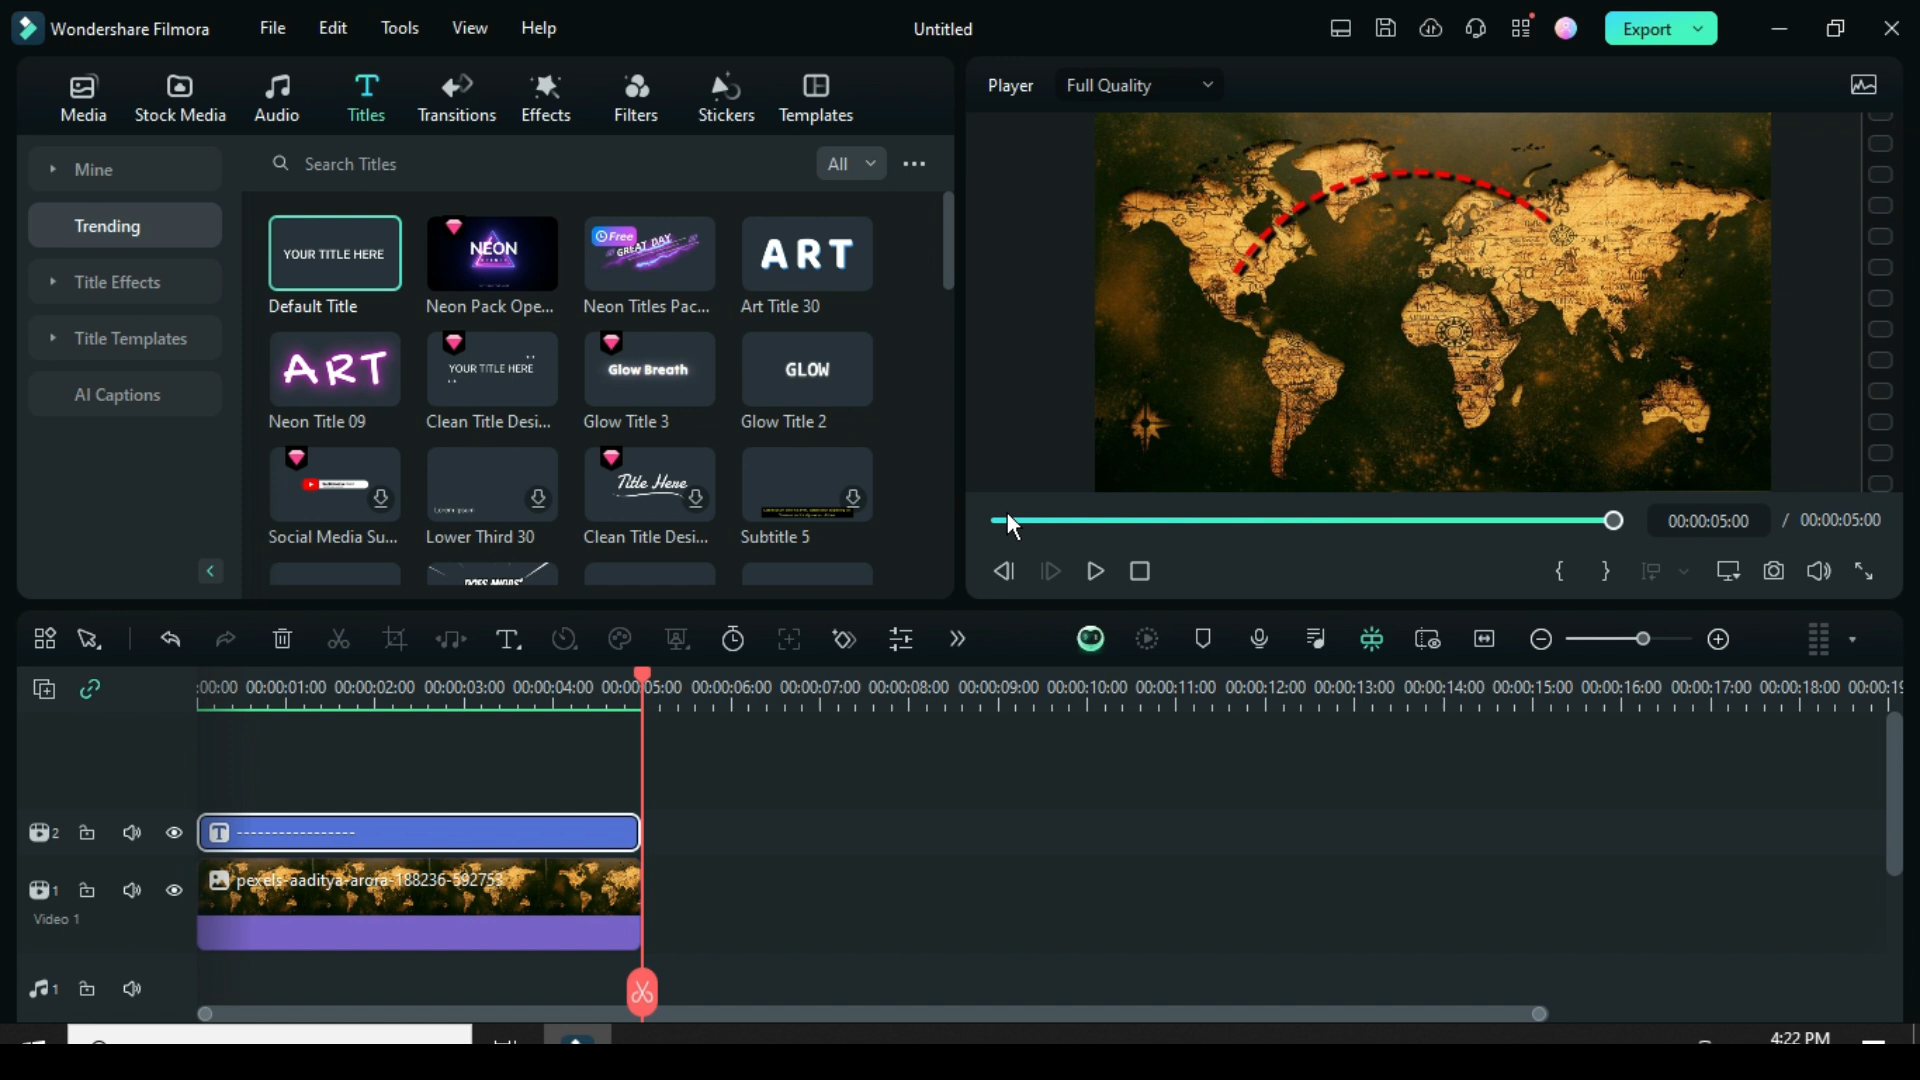 Wondershare Filmora File Edit Tools View Help Untitled Export
Media Stock Media Audio Titles Transitions Effects Filters Stickers Templates
Player Full Quality
Mine
Trending
Title Effects
Title Templates
AI Captions
Search Titles All
YOUR TITLE HERE NEON Free GREAT DAY ART
Default Title Neon Pack Ope... Neon Titles Pac... Art Title 30
ART YOUR TITLE HERE Glow Breath GLOW
Neon Title 09 Clean Title Desi... Glow Title 3 Glow Title 2
Lorem ipsum Title Here
Social Media Su... Lower Third 30 Clean Title Desi... Subtitle 5
00:00:05:00 / 00:00:05:00
:00:00 00:00:01:00 00:00:02:00 00:00:03:00 00:00:04:00 00:00:05:00 00:00:06:00 00:00:07:00 00:00:08:00 00:00:09:00 00:00:10:00 00:00:11:00 00:00:12:00 00:00:13:00 00:00:14:00 00:00:15:00 00:00:16:00 00:00:17:00 00:00:18:00 00:00:19
2 T -----------------
1 pexels-aaditya-arora-188236-592753
Video 1
1
4:22 PM